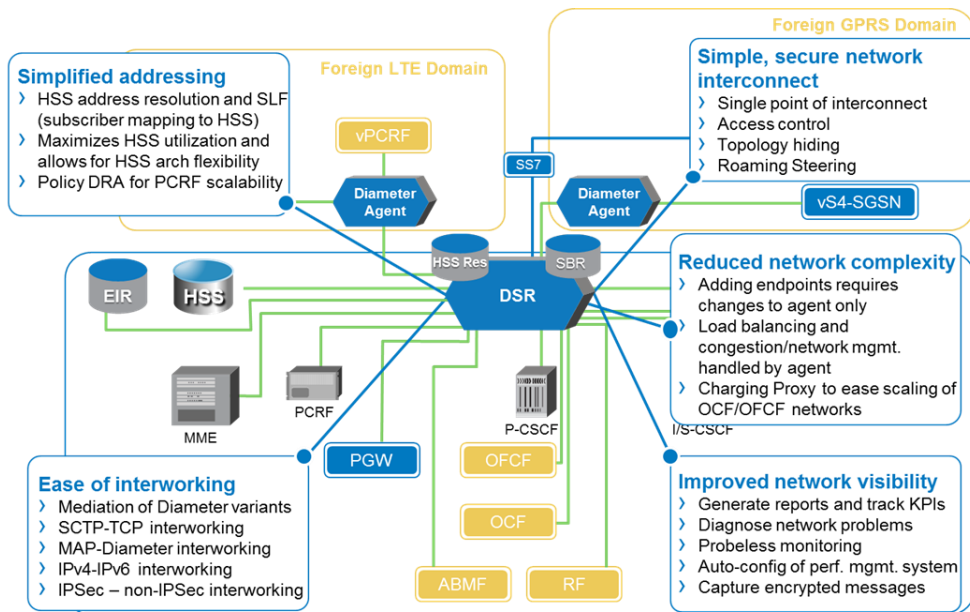 Foreign GPRS Domain
Foreign LTE Domain
Simplified addressing
HSS address resolution and SLF
(subscriber mapping to HSS)
Maximizes HSS utilization and
allows for HSS arch flexibility
Policy DRA for PCRF scalability
Simple, secure network
interconnect
Single point of interconnect
Access control
Topology hiding
Roaming Steering
vPCRF
SS7
Diameter
Agent
Diameter
Agent
vS4-SGSN
HSS Res
SBR
DSR
EIR
HSS
Reduced network complexity
Adding endpoints requires
changes to agent only
Load balancing and
congestion/network mgmt.
handled by agent
Charging Proxy to ease scaling of
OCF/OFCF networks
MME
PCRF
P-CSCF
I/S-CSCF
PGW
OFCF
OCF
ABMF
RF
Ease of interworking
Mediation of Diameter variants
SCTP-TCP interworking
MAP-Diameter interworking
IPv4-IPv6 interworking
IPSec – non-IPSec interworking
Improved network visibility
Generate reports and track KPIs
Diagnose network problems
Probeless monitoring
Auto-config of perf. mgmt. system
Capture encrypted messages